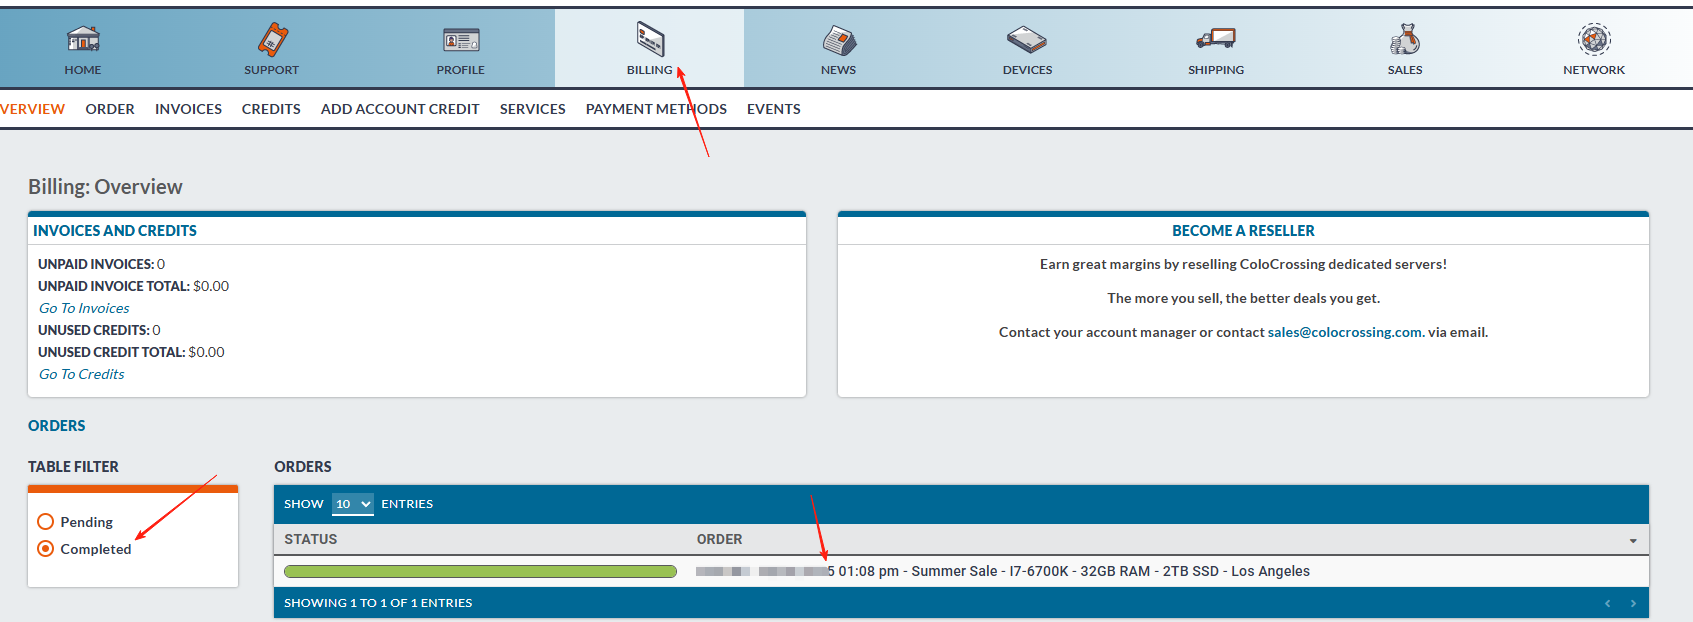 HOME SUPPORT PROFILE BILLING NEWS DEVICES SHIPPING SALES NETWORK
VERVIEW ORDER INVOICES CREDITS ADD ACCOUNT CREDIT SERVICES PAYMENT METHODS EVENTS
Billing: Overview
INVOICES AND CREDITS
UNPAID INVOICES: 0
UNPAID INVOICE TOTAL: $0.00
Go To Invoices
UNUSED CREDITS: 0
UNUSED CREDIT TOTAL: $0.00
Go To Credits
BECOME A RESELLER
Earn great margins by reselling ColoCrossing dedicated servers!
The more you sell, the better deals you get.
Contact your account manager or contact sales@colocrossing.com. via email.
ORDERS
TABLE FILTER
Pending
Completed
ORDERS
SHOW 10 ENTRIES
STATUS ORDER
5 01:08 pm - Summer Sale - I7-6700K - 32GB RAM - 2TB SSD - Los Angeles
SHOWING 1 TO 1 OF 1 ENTRIES